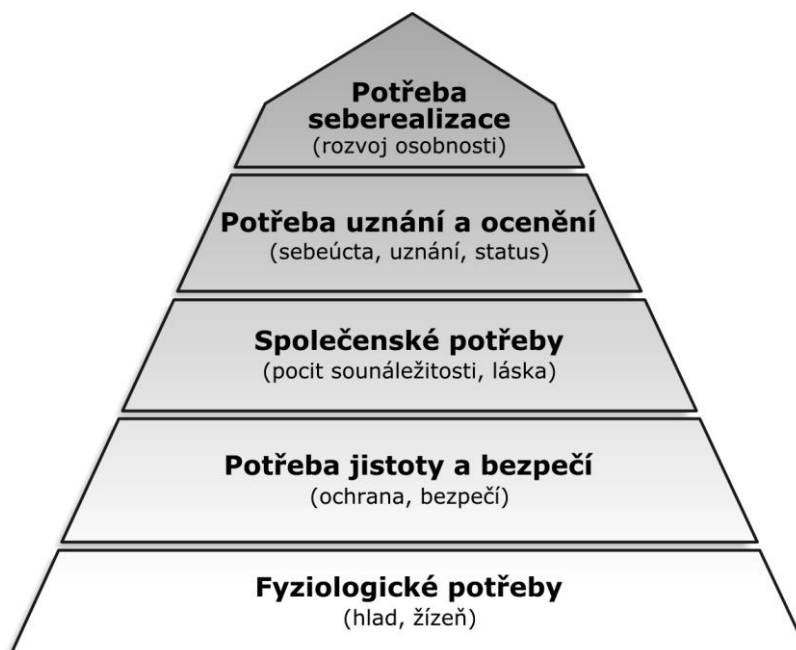 Potřeba
seberealizace
(rozvoj osobnosti)
Potřeba uznání a ocenění
(sebeúcta, uznání, status)
Společenské potřeby
(pocit sounáležitosti, láska)
Potřeba jistoty a bezpečí
(ochrana, bezpečí)
Fyziologické potřeby
(hlad, žízeň)